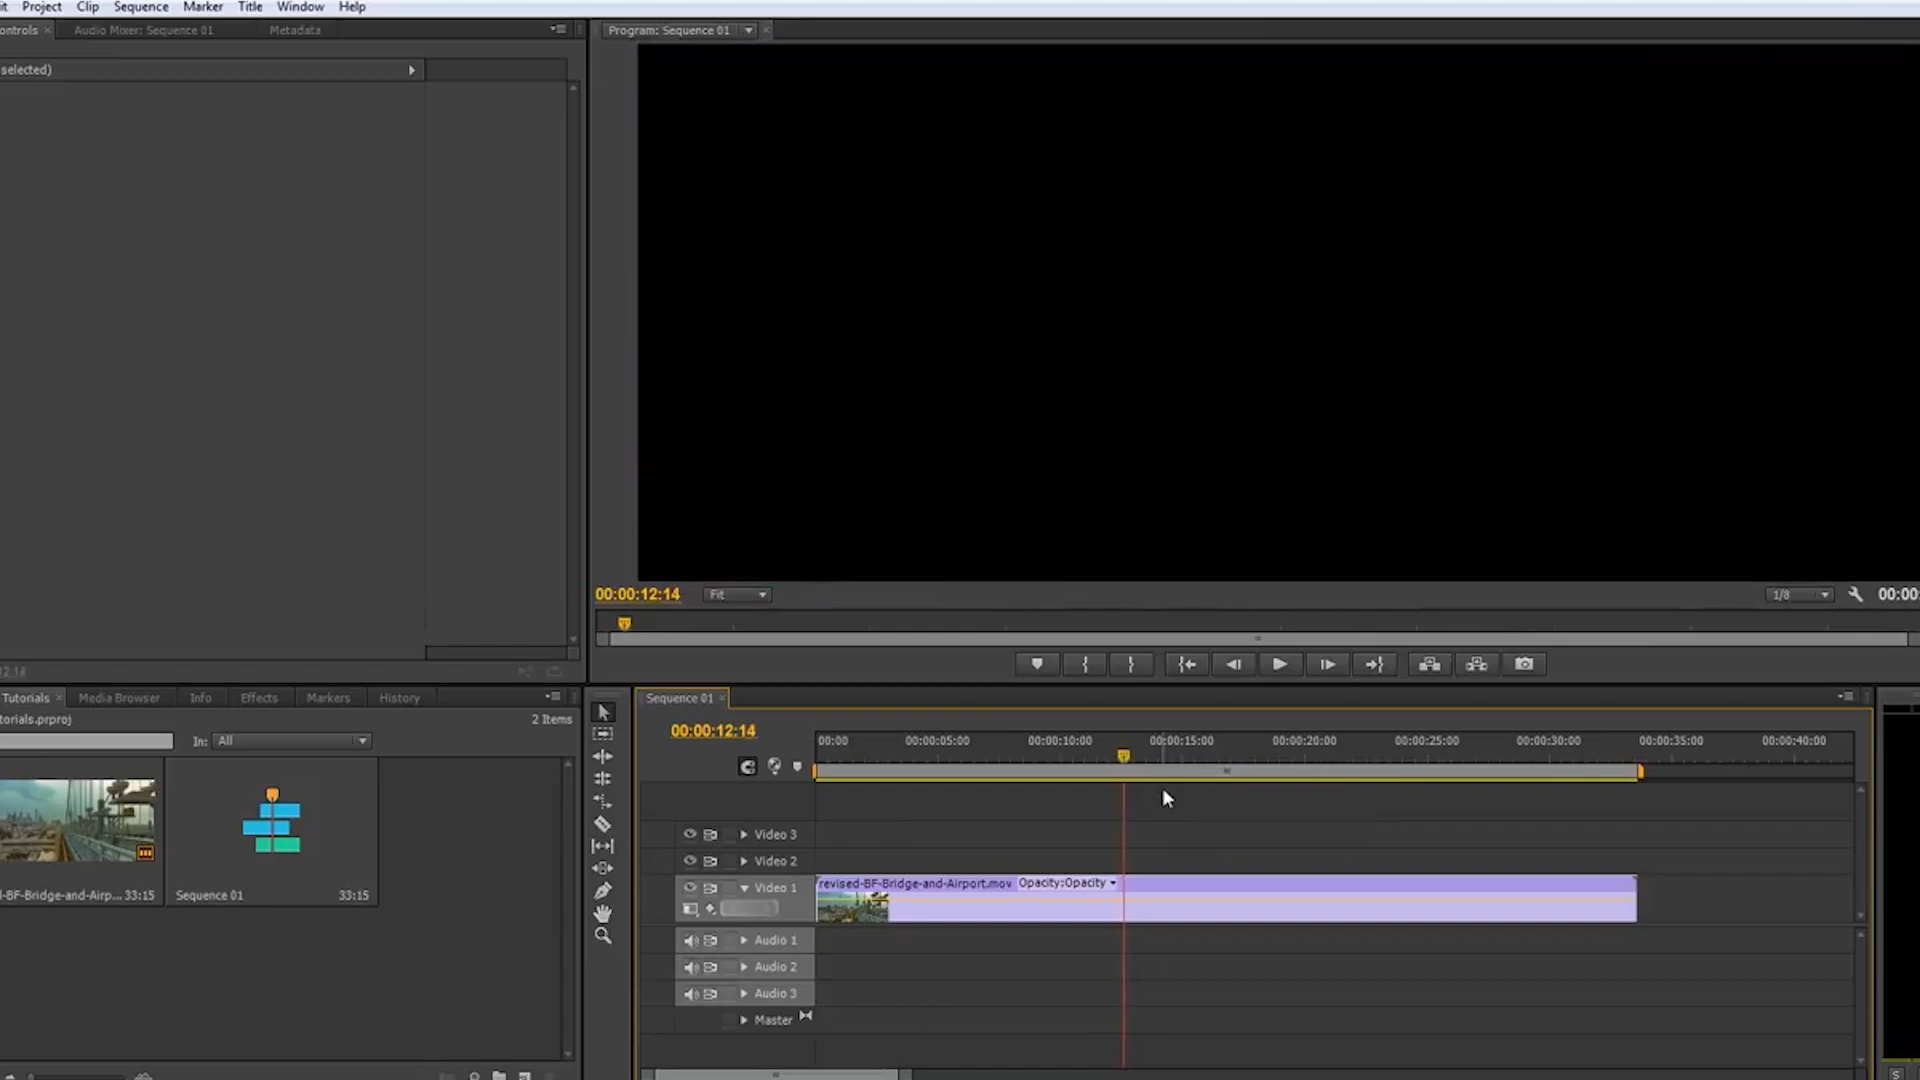 it Project Clip Sequence Marker Title Window Help
ontrols Audio Mixer: Sequence 01 Metadata
Program: Sequence 01
selected)
00:00:12:14 Fit 1/8 00:00:
12:14
Tutorials Media Browser Info Effects Markers History
Sequence 01
torials.prproj 2 Items
00:00:12:14
In: All
00:00 00:00:05:00 00:00:10:00 00:00:15:00 00:00:20:00 00:00:25:00 00:00:30:00 00:00:35:00 00:00:40:00
Video 3
Video 2
revised-BF-Bridge-and-Airport.mov Opacity:Opacity
Video 1
d-BF-Bridge-and-Airp... 33:15
Sequence 01 33:15
Audio 1
Audio 2
Audio 3
Master
S